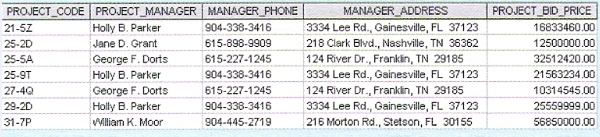 PROJECT_CODE PROJECT_MANAGER MANAGER_PHONE MANAGER_ADDRESS PROJECT_BID_PRICE
21-5Z Holly B. Parker 904-338-3416 3334 Lee Rd., Gainesville, FL 37123 16833460.00
25-2D Jane D. Grant 615-898-9909 218 Clark Blvd., Nashville, TN 36362 12500000.00
25-5A George F. Dorts 615-227-1245 124 River Dr., Franklin, TN 29185 32512420.00
25-9T Holly B. Parker 904-338-3416 3334 Lee Rd., Gainesville, FL 37123 21563234.00
27-4Q George F. Dorts 615-227-1245 124 River Dr., Franklin, TN 29185 10314545.00
29-2D Holly B. Parker 904-338-3416 3334 Lee Rd., Gainesville, FL 37123 25559999.00
31-7P William K. Moor 904-445-2719 216 Morton Rd., Stetson, FL 30155 56850000.00